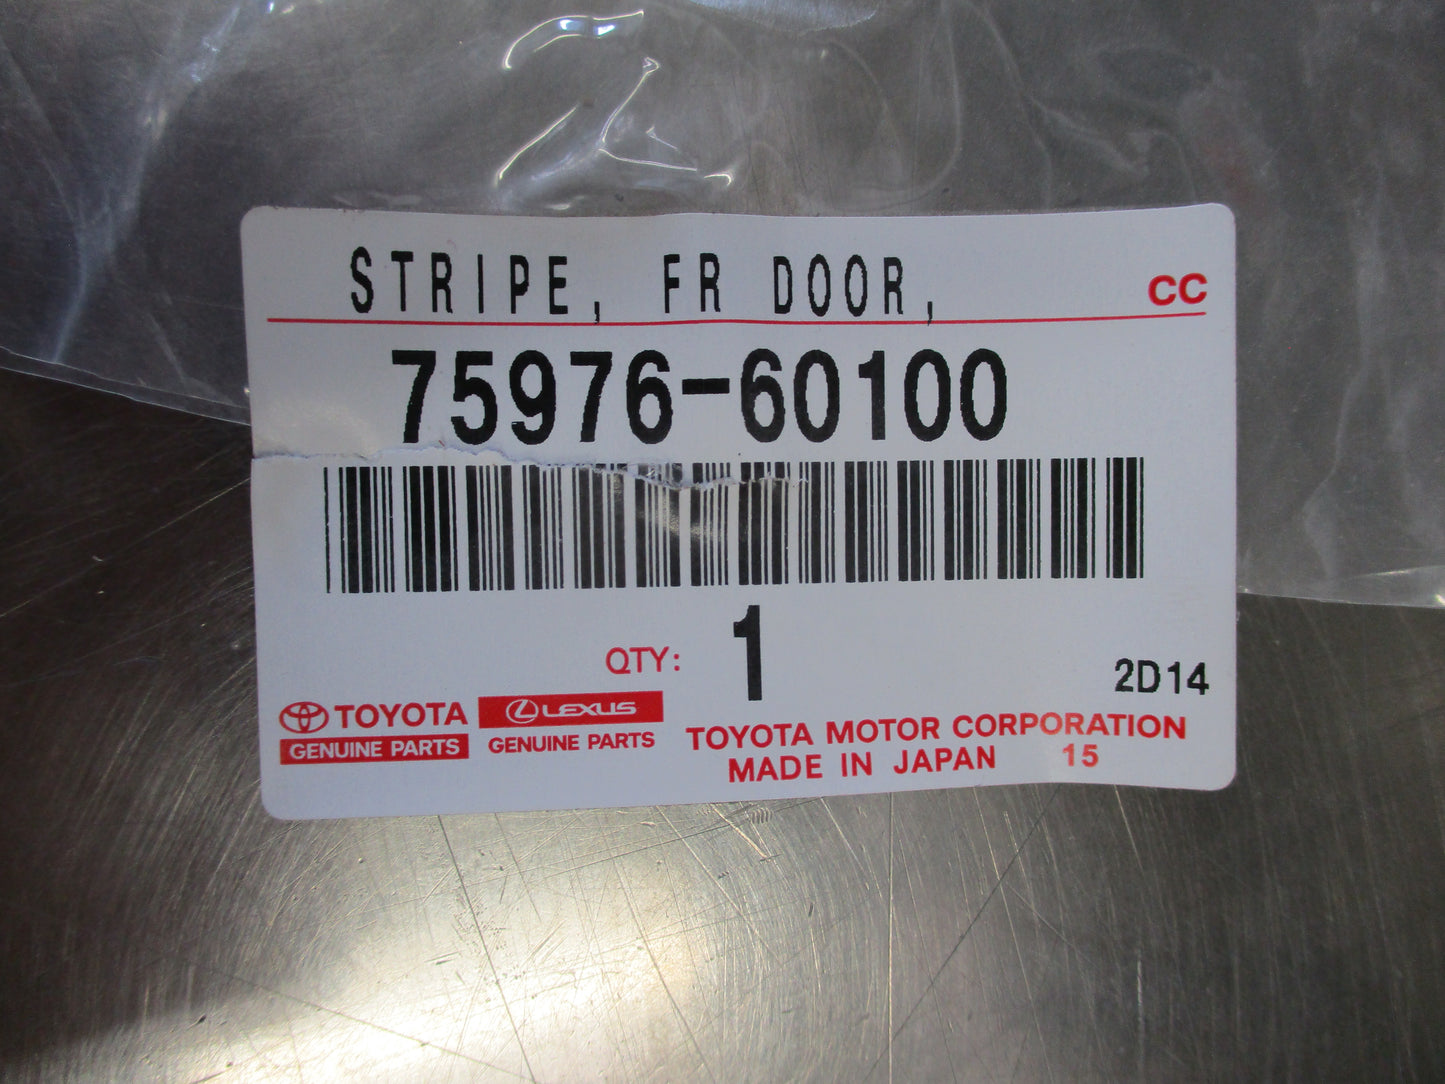 STRIPE, FR DOOR,
CC
75976-60100
QTY: 1
2D14
TOYOTA
GENUINE PARTS
LEXUS
GENUINE PARTS
TOYOTA MOTOR CORPORATION
MADE IN JAPAN 15